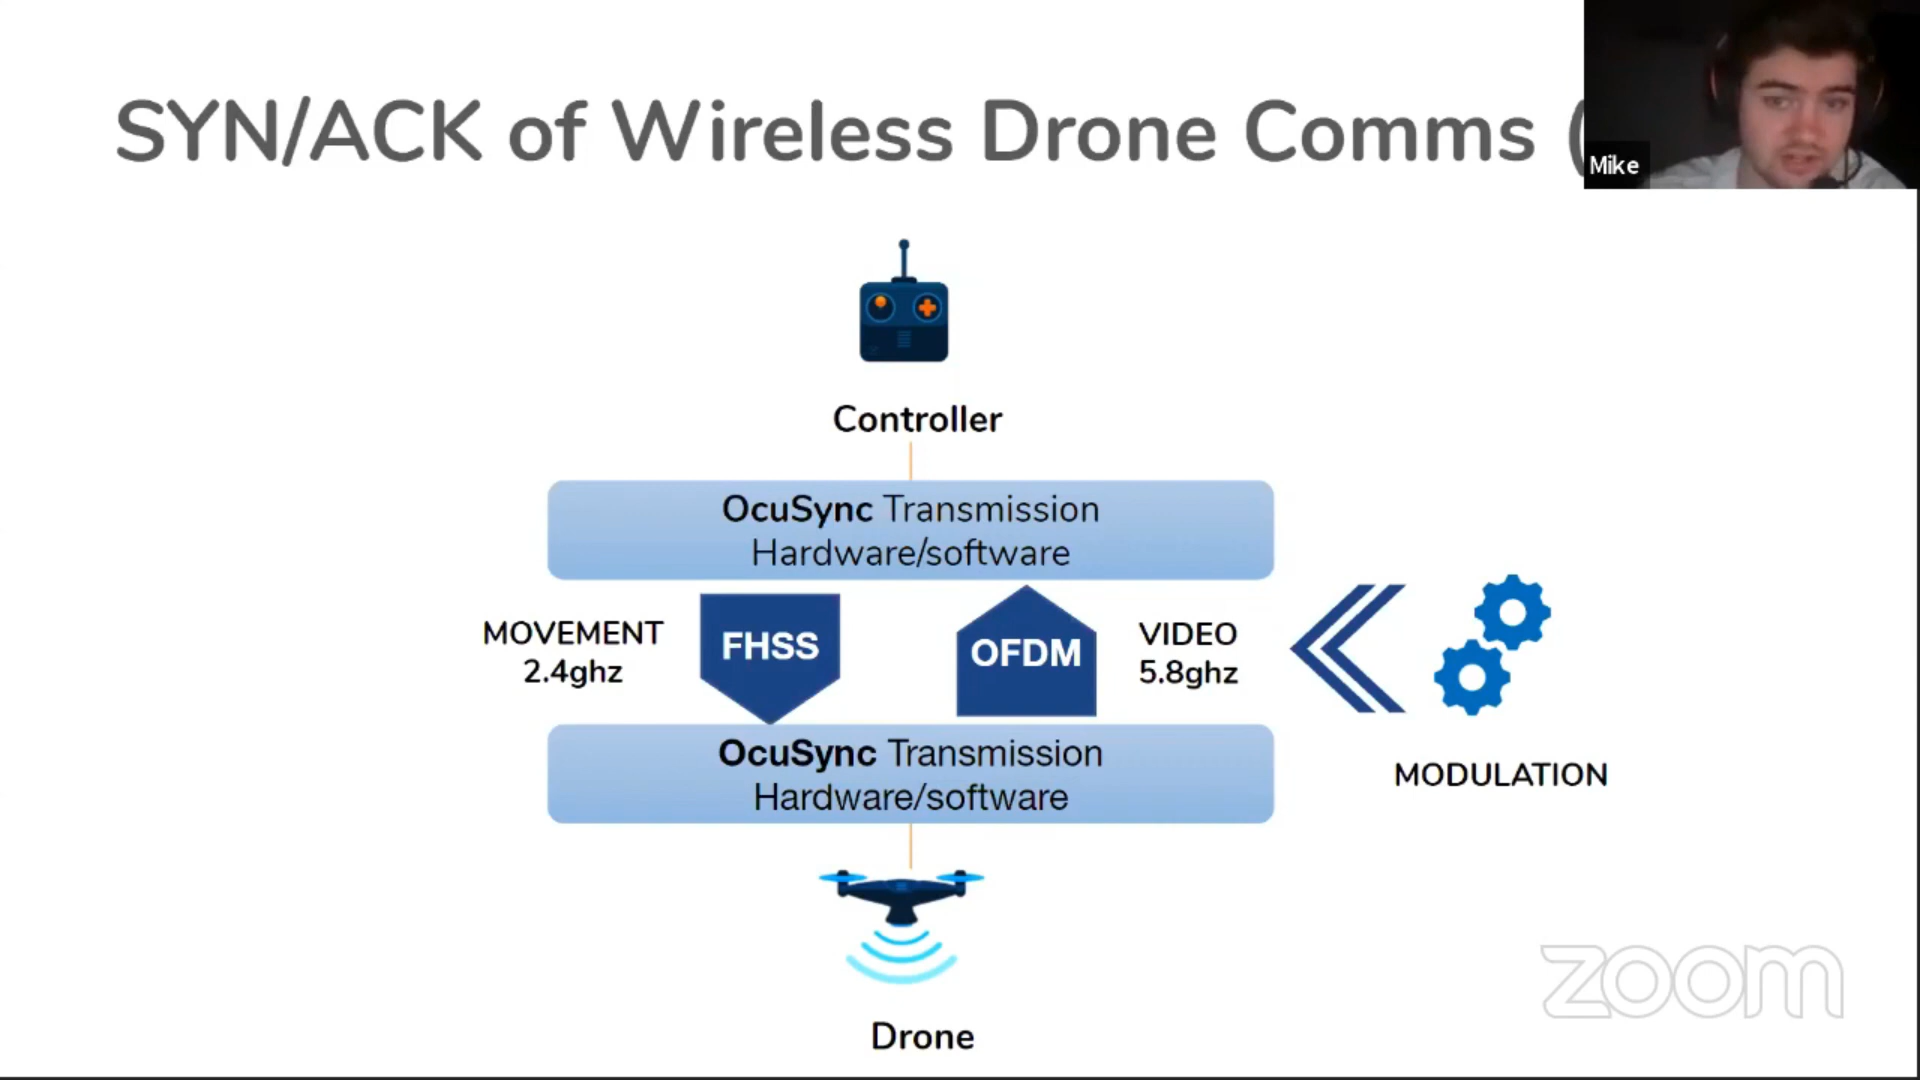 SYN/ACK of Wireless Drone Comms (
Mike
Controller
OcuSync Transmission
Hardware/software
MOVEMENT
2.4ghz
FHSS
OFDM
VIDEO
5.8ghz
OcuSync Transmission
Hardware/software
MODULATION
Drone
zoom